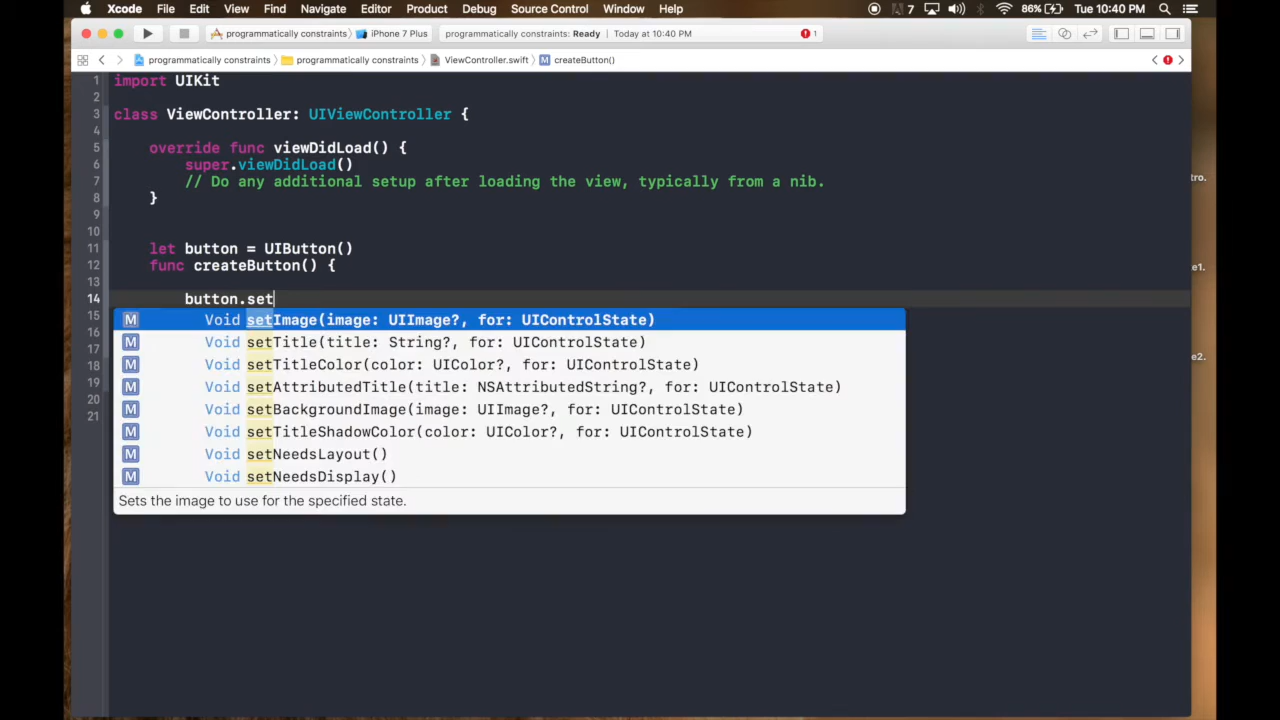 Xcode File Edit View Find Navigate Editor Product Debug Source Control Window Help 7 86% Tue 10:40 PM
programmatically constraints iPhone 7 Plus programmatically constraints: Ready Today at 10:40 PM 1
programmatically constraints programmatically constraints ViewController.swift M createButton()
1 import UIKit
2
3 class ViewController: UIViewController {
4
5 override func viewDidLoad() {
6 super.viewDidLoad()
7 // Do any additional setup after loading the view, typically from a nib.
8 }
9
10
11 let button = UIButton()
12 func createButton() {
13
14 button.set
15 M Void setImage(image: UIImage?, for: UIControlState)
16 M Void setTitle(title: String?, for: UIControlState)
17
18 M Void setTitleColor(color: UIColor?, for: UIControlState)
19 M Void setAttributedTitle(title: NSAttributedString?, for: UIControlState)
20 M Void setBackgroundImage(image: UIImage?, for: UIControlState)
21 M Void setTitleShadowColor(color: UIColor?, for: UIControlState)
M Void setNeedsLayout()
M Void setNeedsDisplay()
Sets the image to use for the specified state.
tro.
e1.
e2.